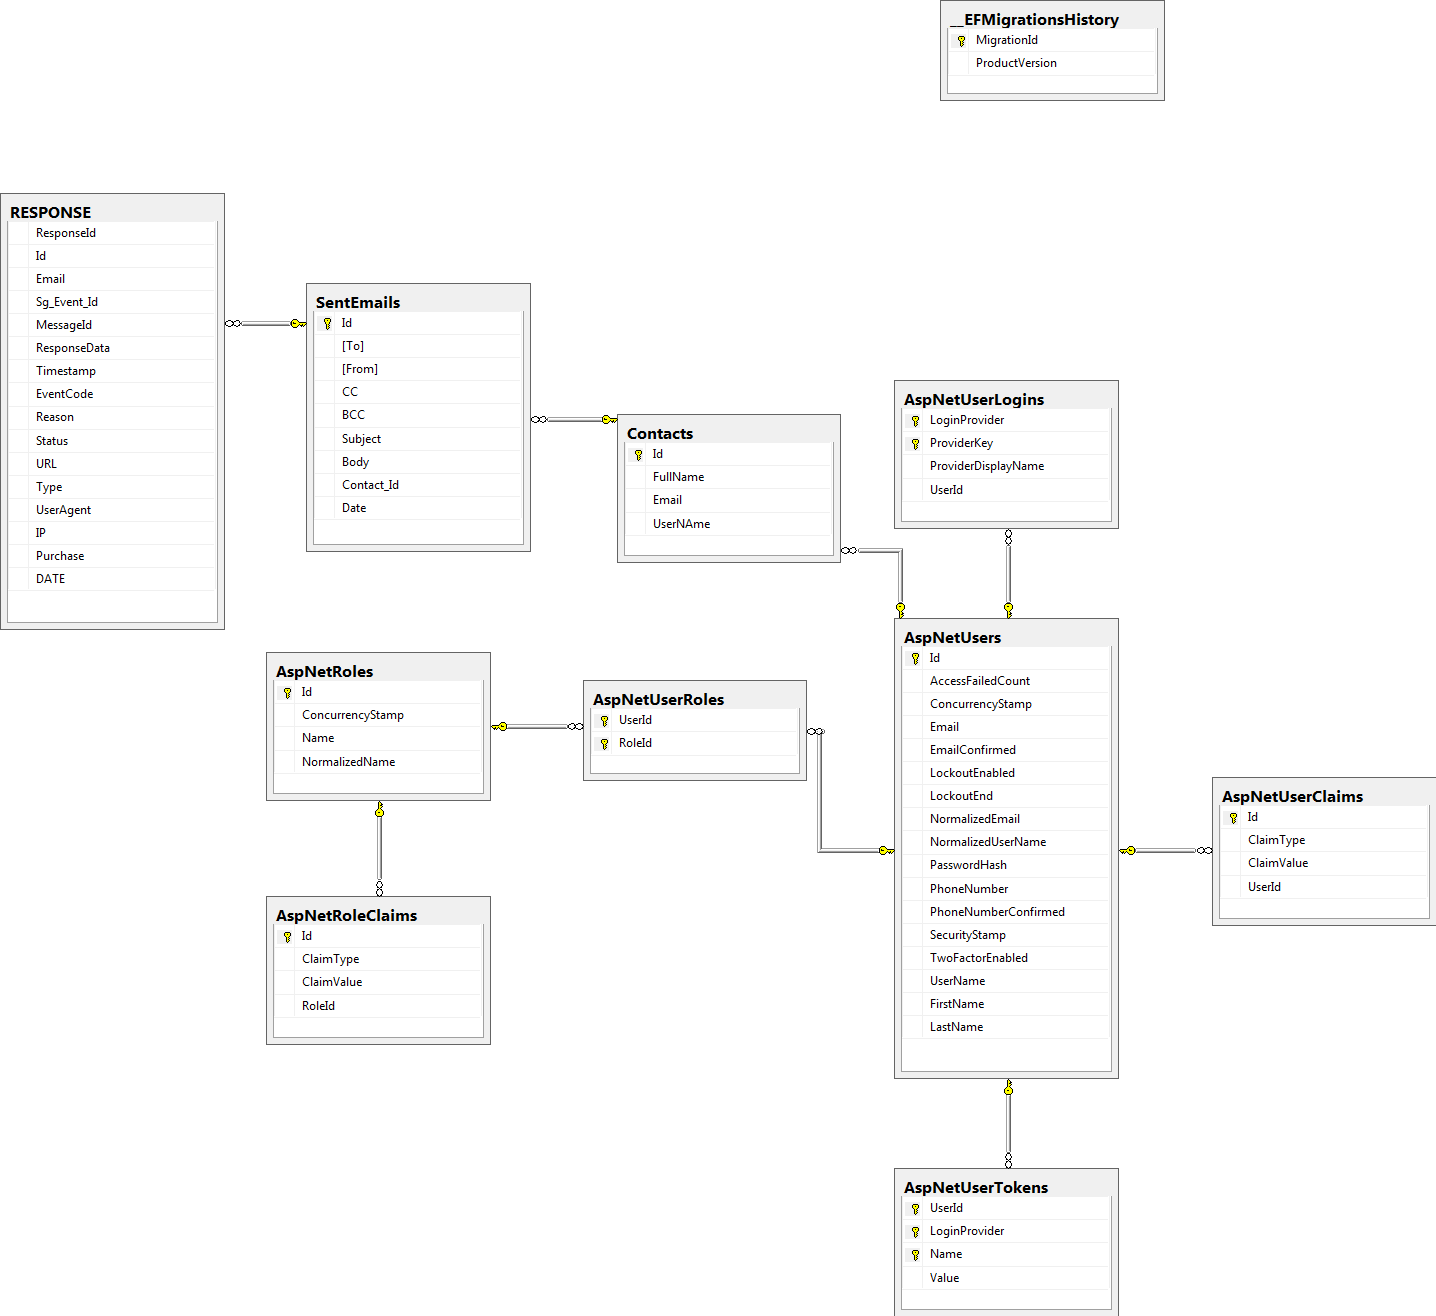 __EFMigrationsHistory
MigrationId
ProductVersion
RESPONSE
ResponseId
Id
Email
Sg_Event_Id
MessageId
ResponseData
Timestamp
EventCode
Reason
Status
URL
Type
UserAgent
IP
Purchase
DATE
SentEmails
Id
[To]
[From]
CC
BCC
Subject
Body
Contact_Id
Date
Contacts
Id
FullName
Email
UserNAme
AspNetUserLogins
LoginProvider
ProviderKey
ProviderDisplayName
UserId
AspNetRoles
Id
ConcurrencyStamp
Name
NormalizedName
AspNetUserRoles
UserId
RoleId
AspNetUsers
Id
AccessFailedCount
ConcurrencyStamp
Email
EmailConfirmed
LockoutEnabled
LockoutEnd
NormalizedEmail
NormalizedUserName
PasswordHash
PhoneNumber
PhoneNumberConfirmed
SecurityStamp
TwoFactorEnabled
UserName
FirstName
LastName
AspNetUserClaims
Id
ClaimType
ClaimValue
UserId
AspNetRoleClaims
Id
ClaimType
ClaimValue
RoleId
AspNetUserTokens
UserId
LoginProvider
Name
Value